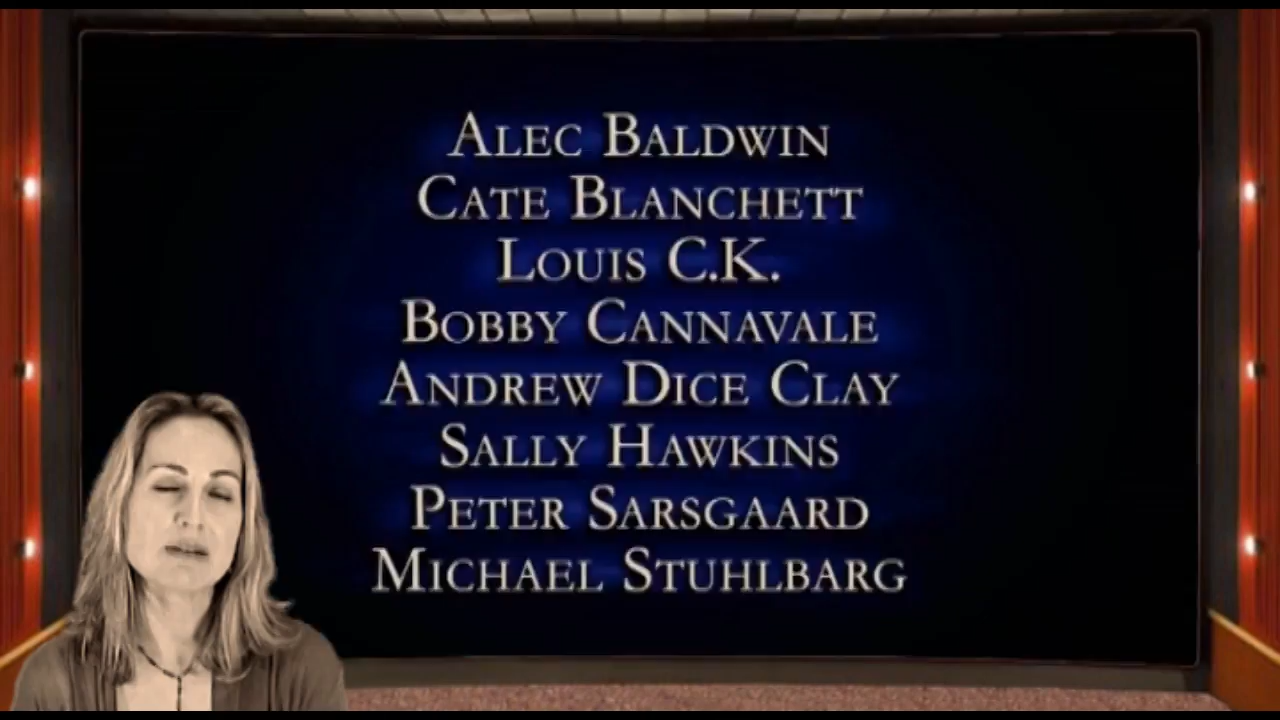 Alec Baldwin
Cate Blanchett
Louis C.K.
Bobby Cannavale
Andrew Dice Clay
Sally Hawkins
Peter Sarsgaard
Michael Stuhlbarg